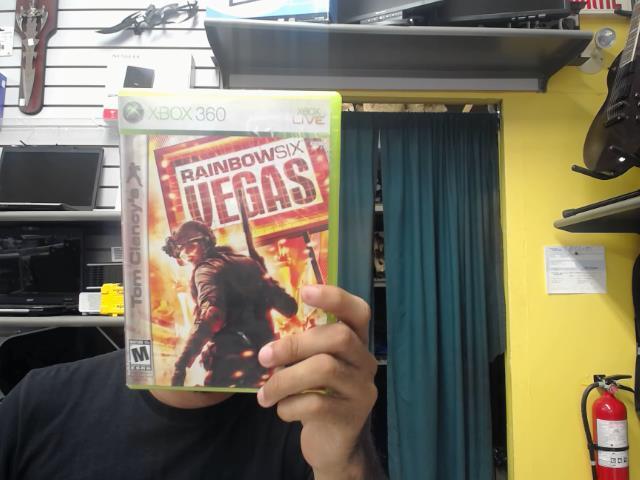 XBOX 360
XBOX
LIVE
Tom Clancy's
RAINBOWSIX
VEGAS
M